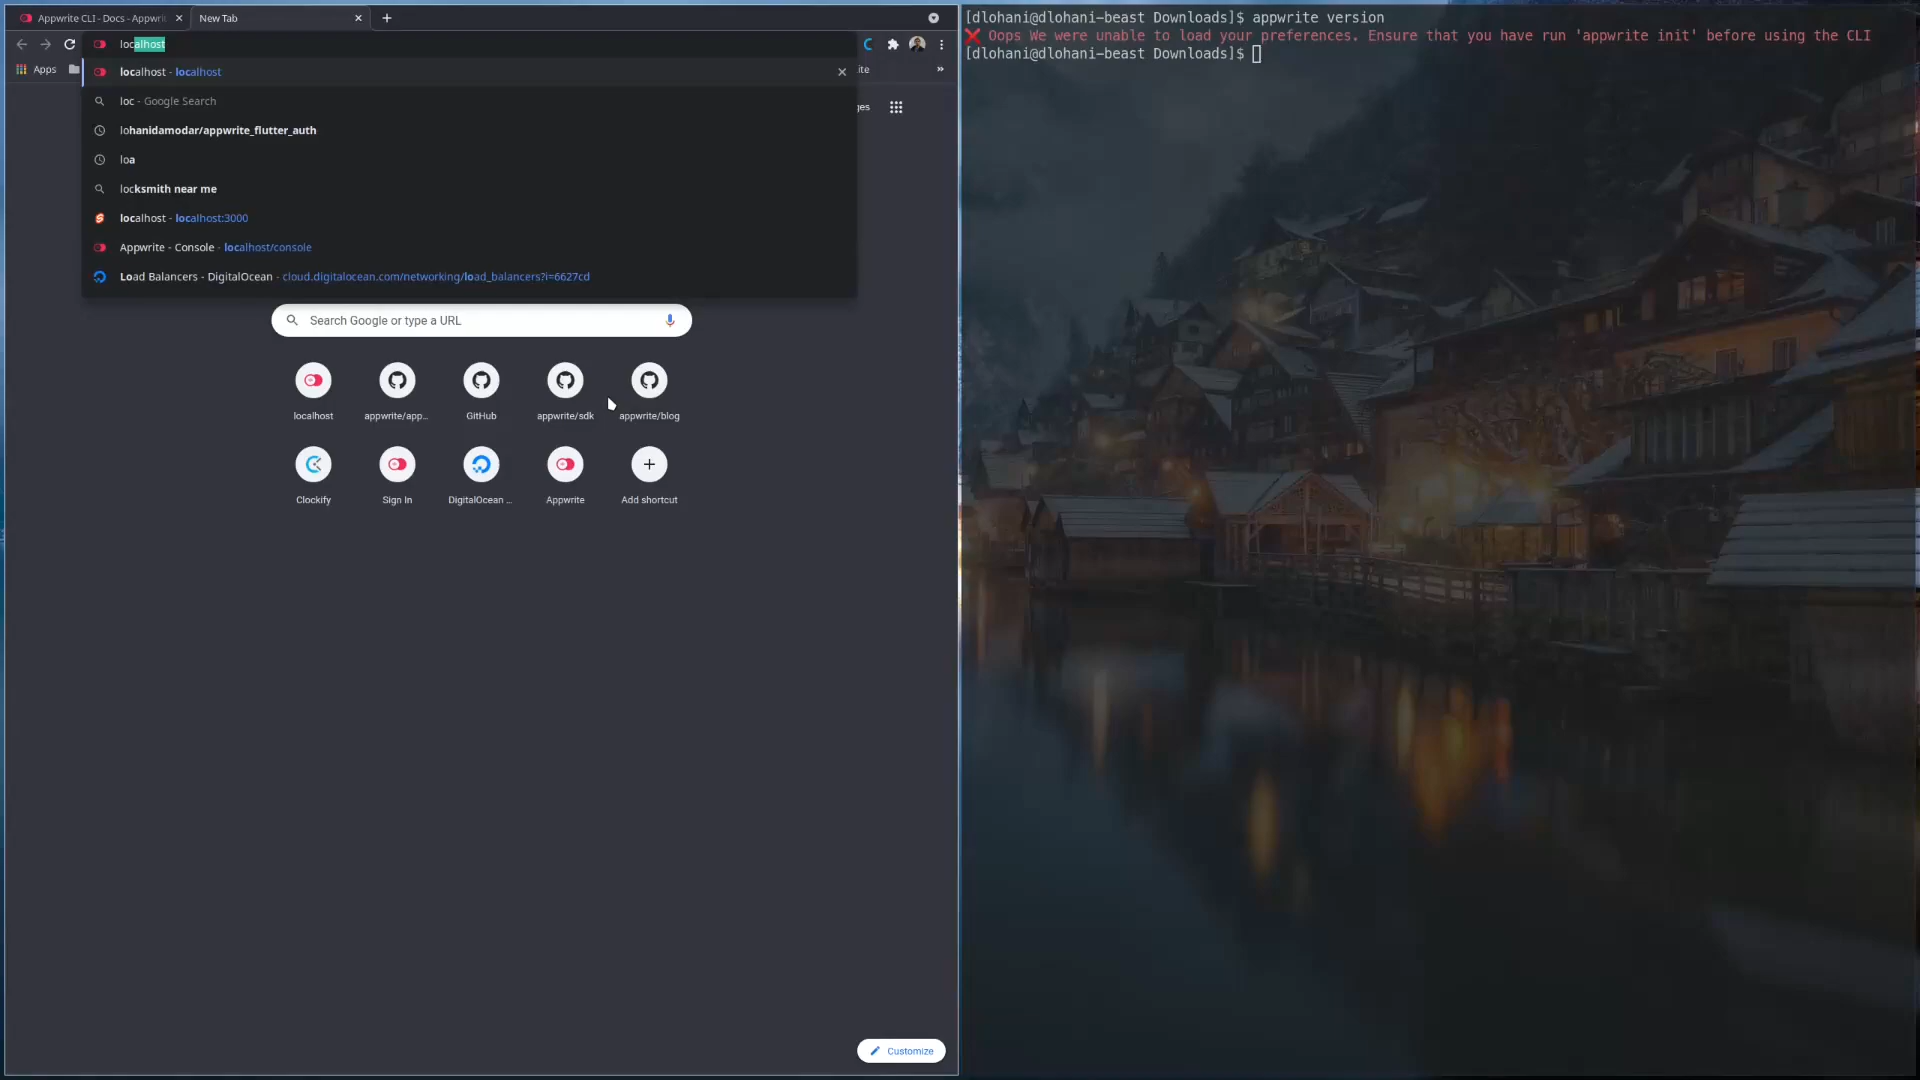 Appwrite CLI - Docs - Appwri
New Tab
localhost
Apps
ite
localhost - localhost
loc - Google Search
ges
lohanidamodar/appwrite_flutter_auth
loa
locksmith near me
localhost - localhost:3000
Appwrite - Console - localhost/console
Load Balancers - DigitalOcean - cloud.digitalocean.com/networking/load_balancers?i=6627cd
Search Google or type a URL
localhost
appwrite/app...
GitHub
appwrite/sdk
appwrite/blog
Clockify
Sign In
DigitalOcean ...
Appwrite
Add shortcut
Customize
[dlohani@dlohani-beast Downloads]$ appwrite version
❌ Oops We were unable to load your preferences. Ensure that you have run 'appwrite init' before using the CLI
[dlohani@dlohani-beast Downloads]$